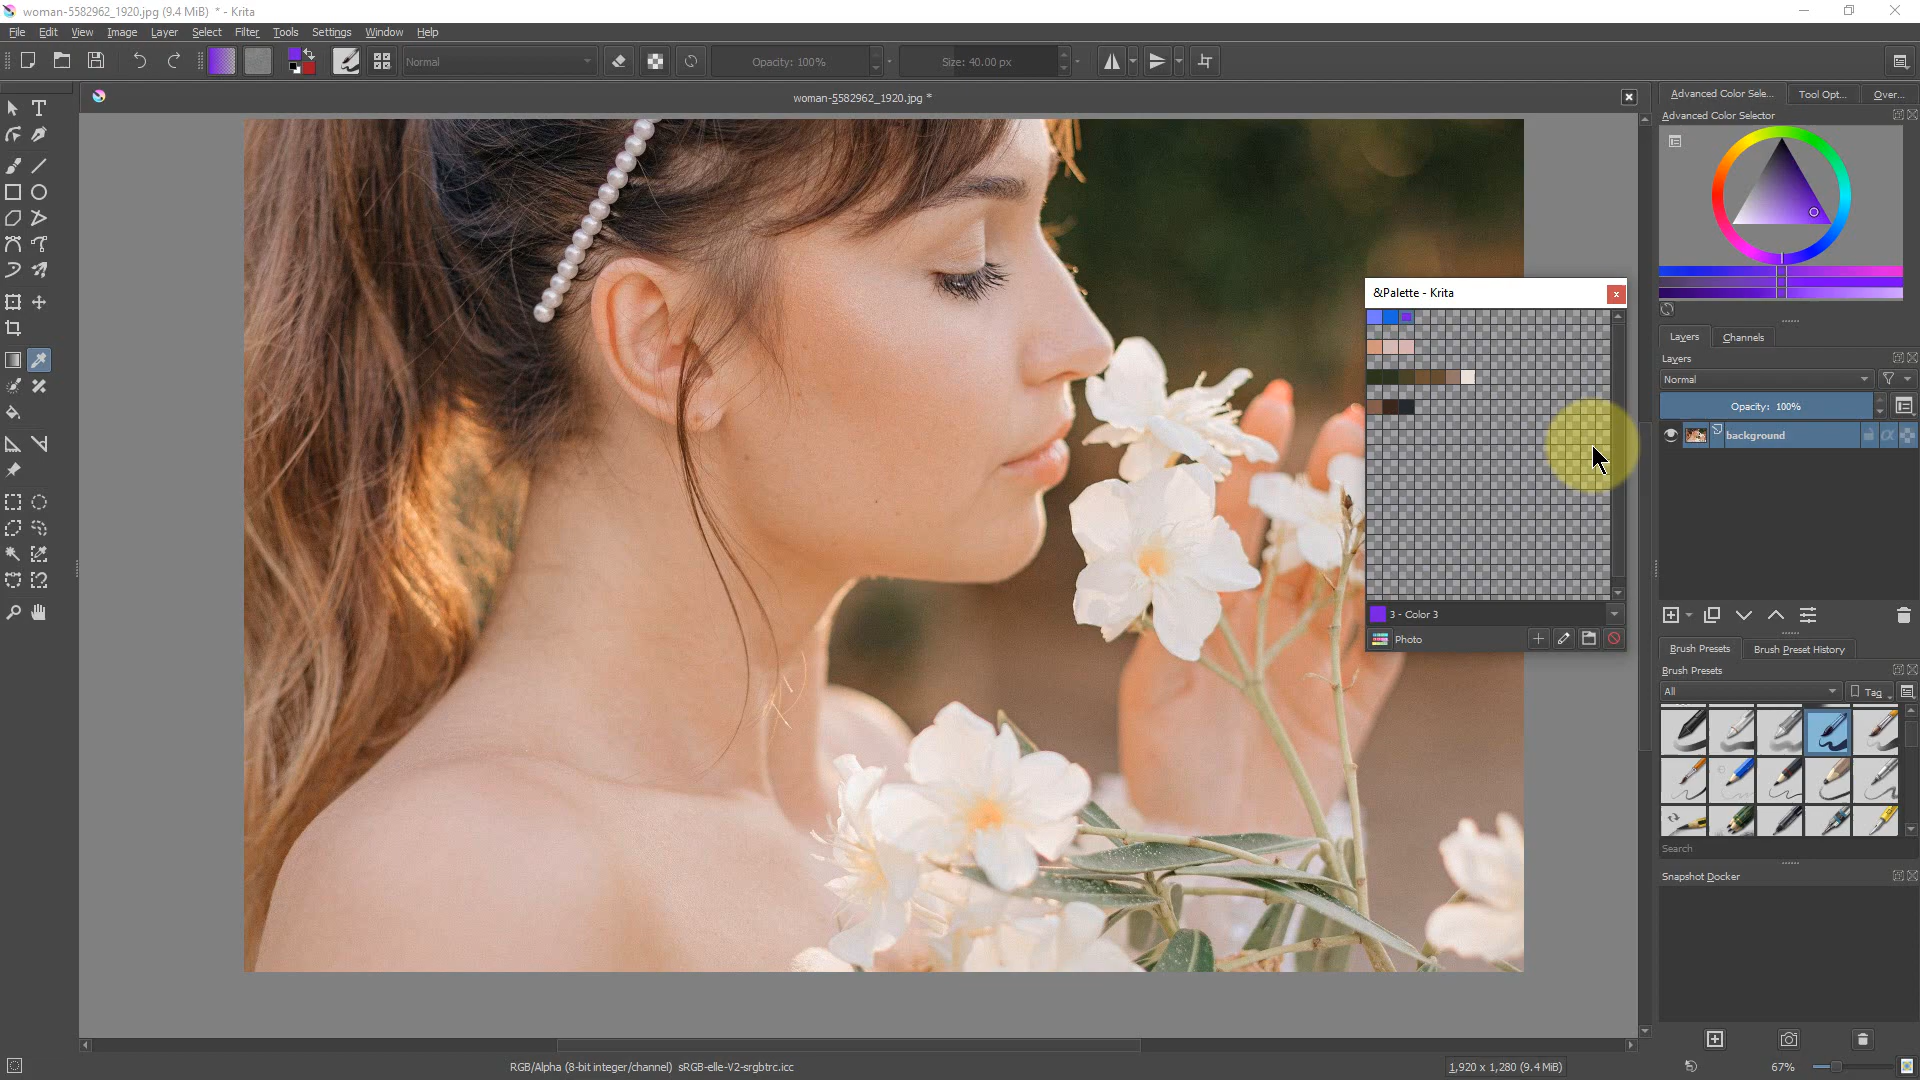 woman-5582962_1920.jpg (9.4 MiB)  * - Krita
File Edit View Image Layer Select Filter Tools Settings Window Help
Normal
Opacity: 100%
Size: 40.00 px
woman-5582962_1920.jpg *
Advanced Color Sele... Tool Opt... Over...
Advanced Color Selector
&Palette - Krita
3 - Color 3
Photo
Layers Channels
Layers
Normal
Opacity: 100%
background
Brush Presets Brush Preset History
Brush Presets
All
Tag
Search
Snapshot Docker
RGB/Alpha (8-bit integer/channel) sRGB-elle-V2-srgbtrc.icc
1,920 x 1,280 (9.4 MiB)
67%